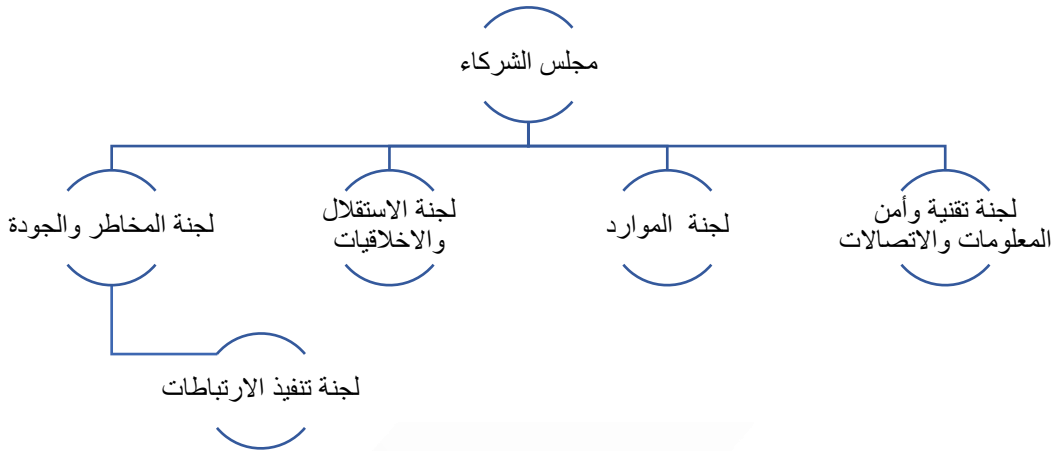 مجلس الشركاء
لجنة تقنية وأمن
المعلومات والاتصالات
لجنة الموارد
لجنة الاستقلال
والاخلاقيات
لجنة المخاطر والجودة
لجنة تنفيذ الارتباطات